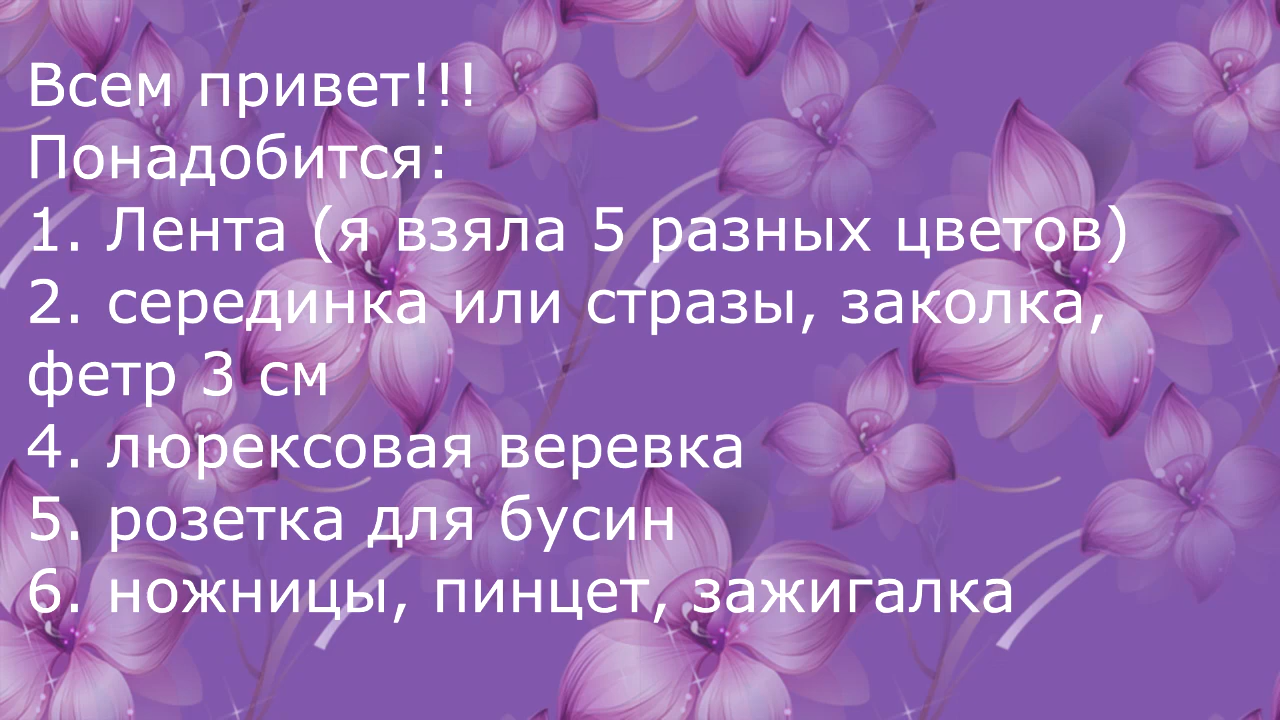 Всем привет!!!
Понадобится:
1. Лента (я взяла 5 разных цветов)
2. серединка или стразы, заколка,
фетр 3 см
4. люрексовая веревка
5. розетка для бусин
6. ножницы, пинцет, зажигалка